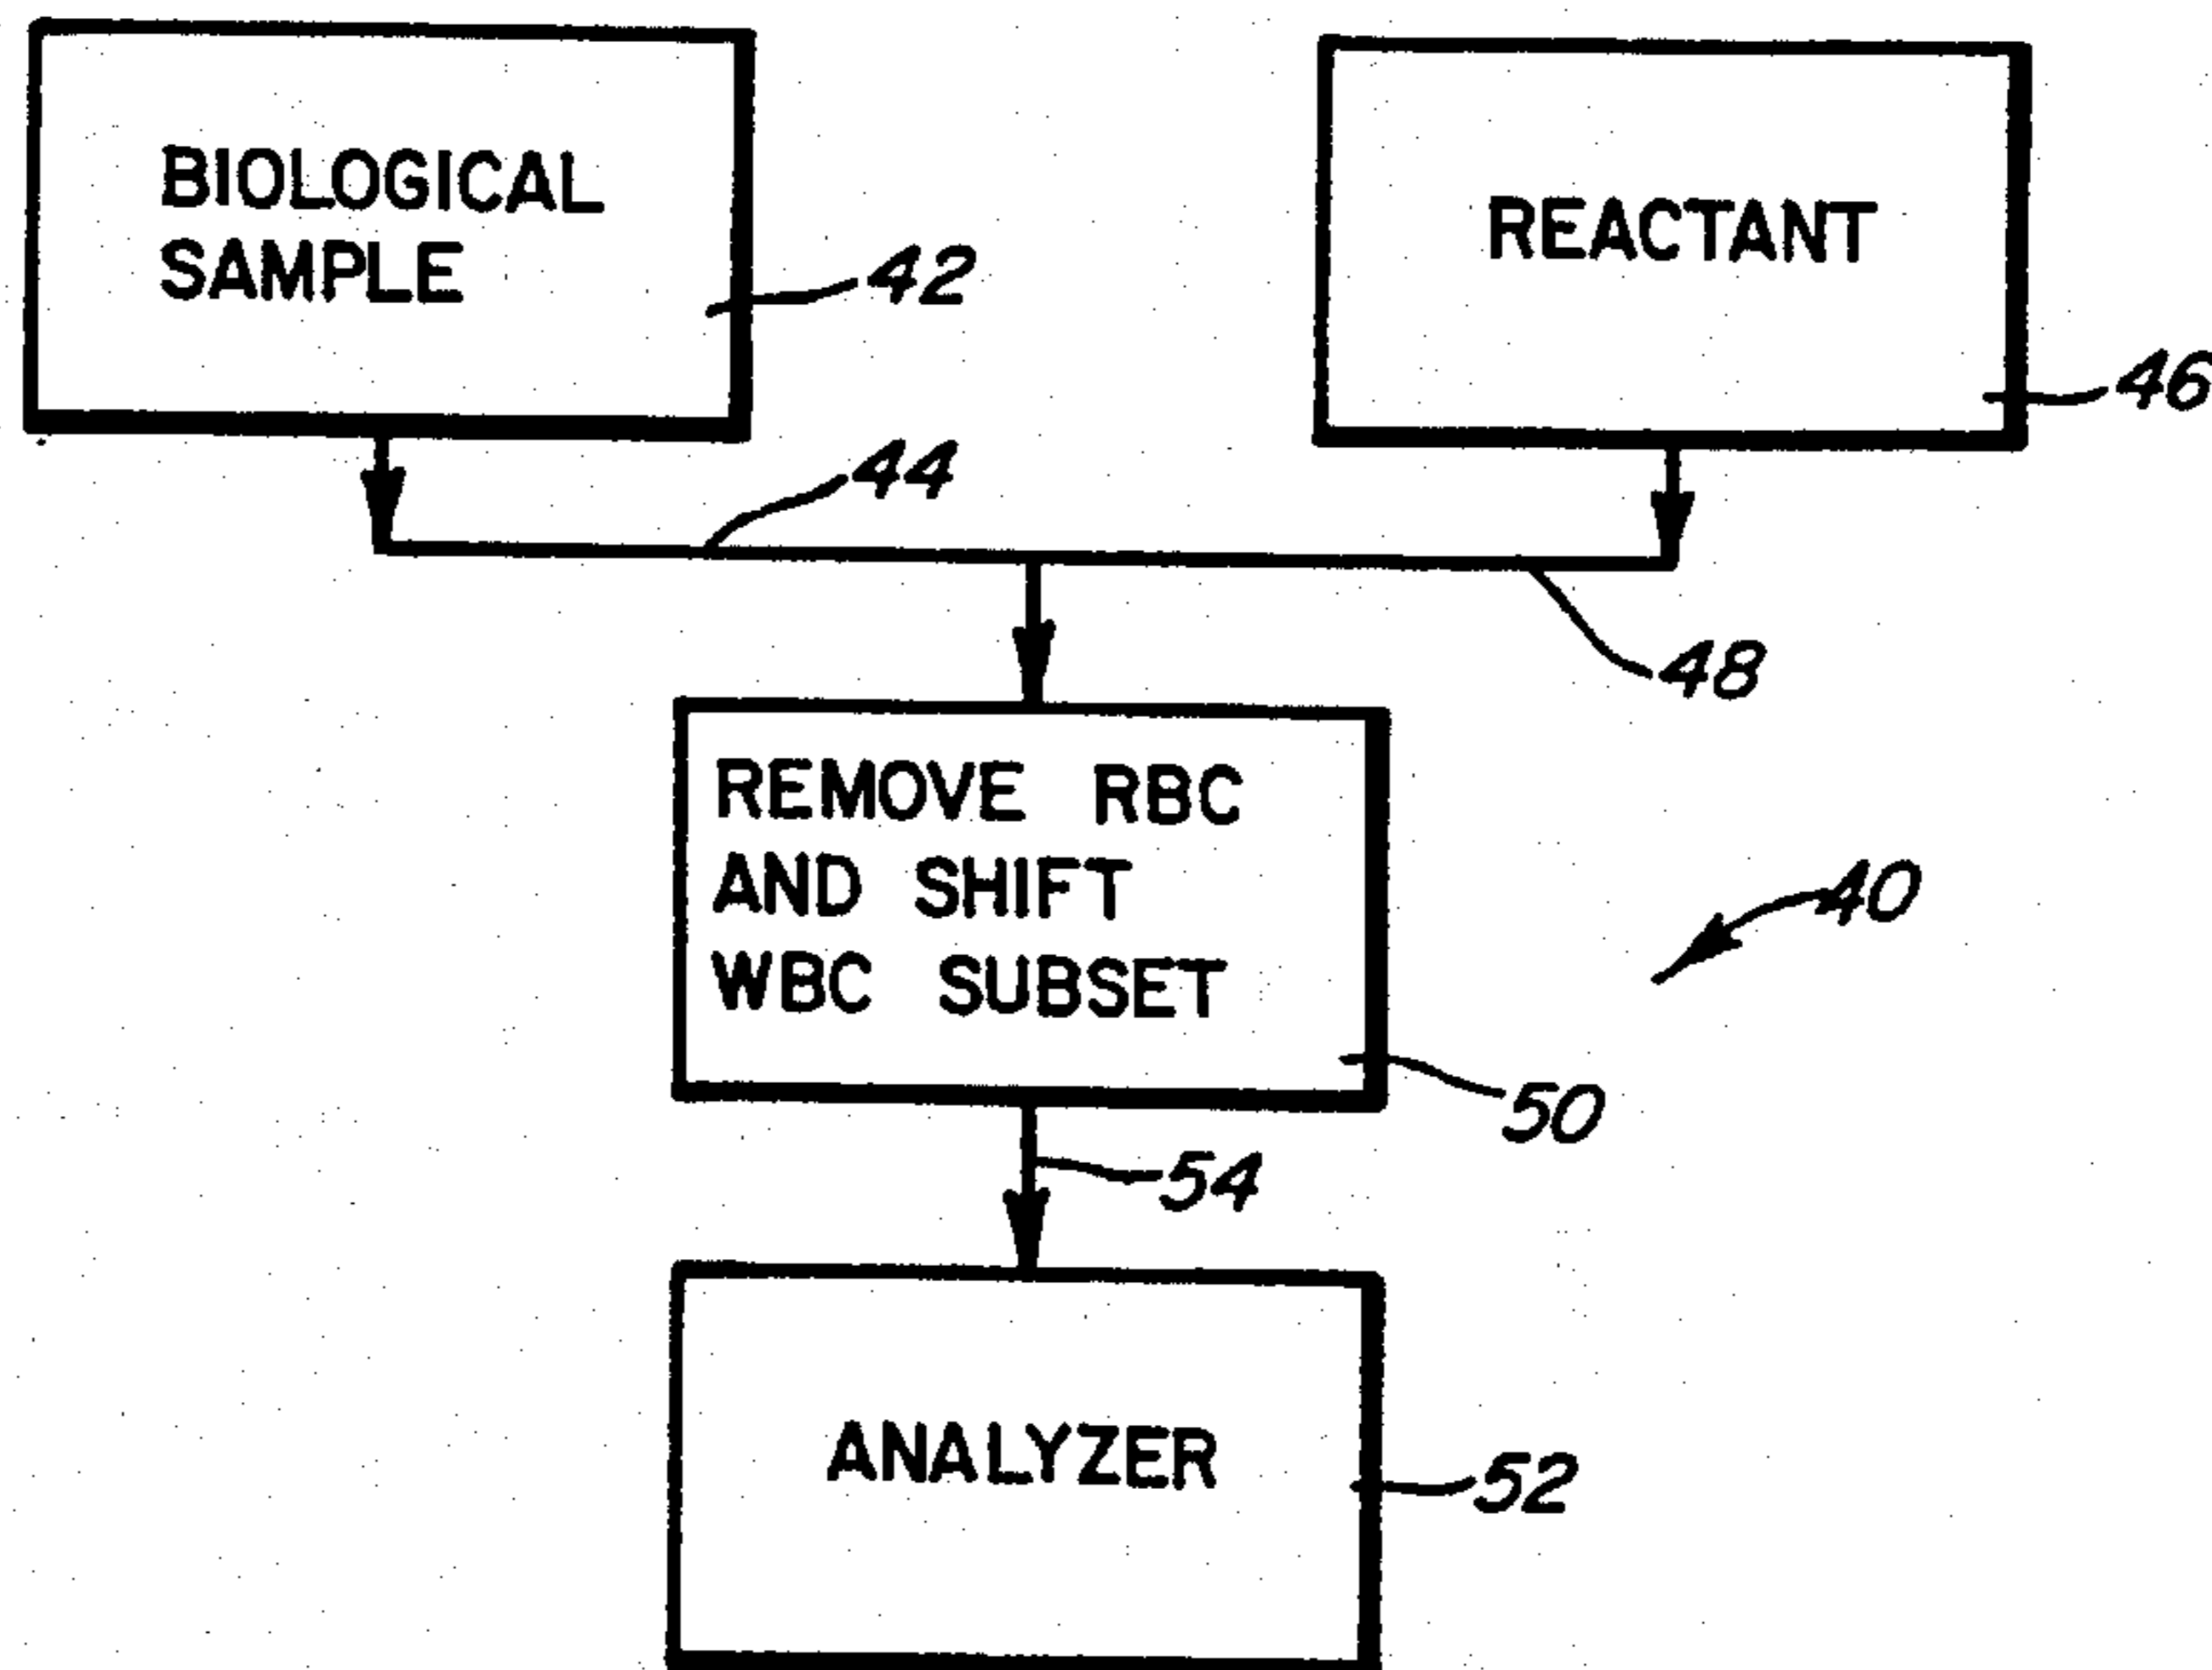 BIOLOGICAL
SAMPLE
42
REACTANT
46
44
48
REMOVE RBC
AND SHIFT
WBC SUBSET
40
50
54
ANALYZER
52